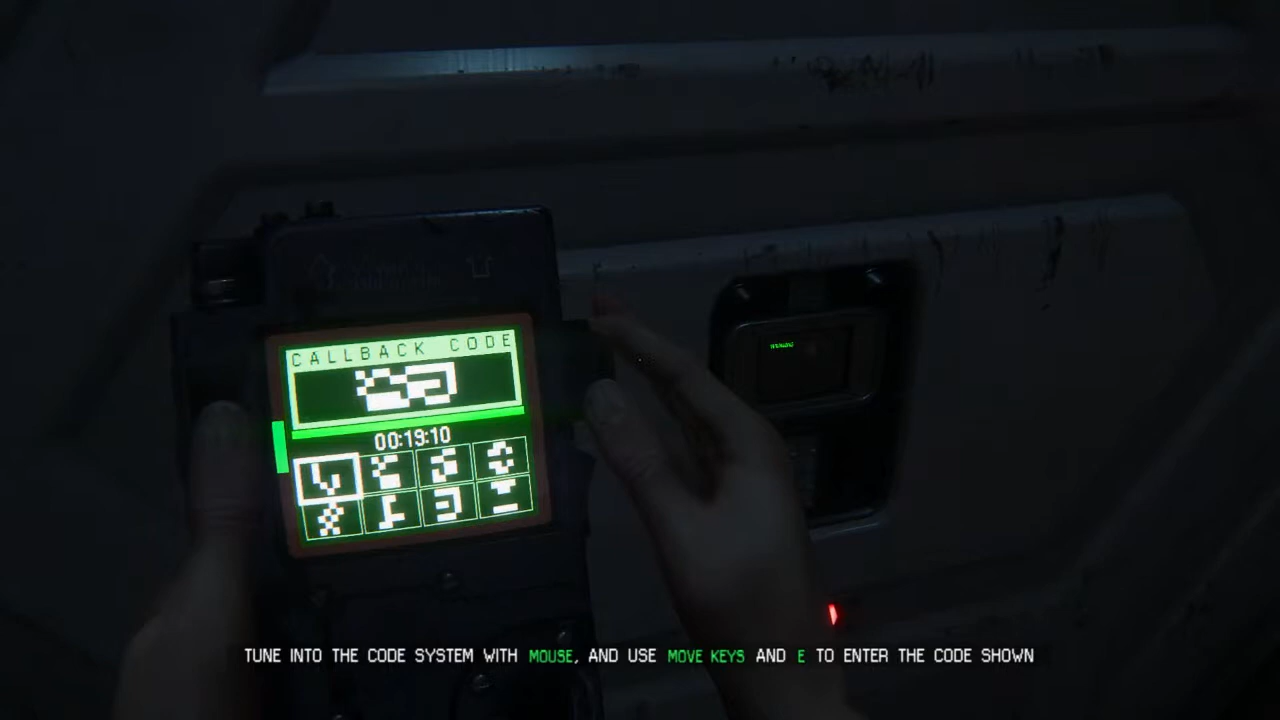 CALLBACK CODE
00:19:10
TUNE INTO THE CODE SYSTEM WITH MOUSE, AND USE MOVE KEYS AND E TO ENTER THE CODE SHOWN